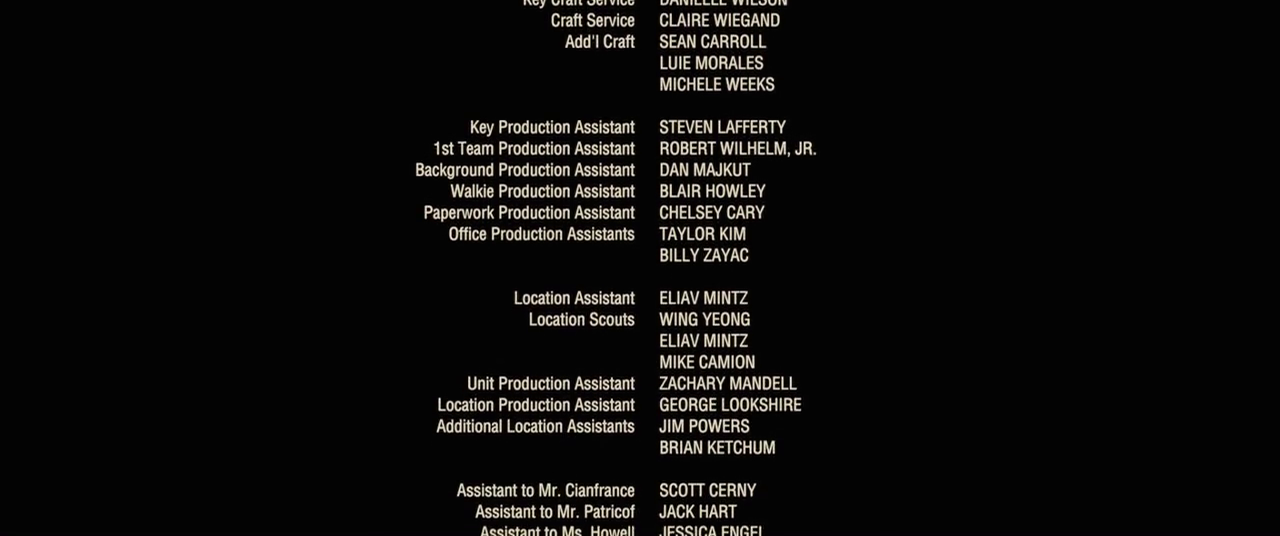 Key Craft Service DANIELLE WILSON
Craft Service CLAIRE WIEGAND
Add'l Craft SEAN CARROLL
LUIE MORALES
MICHELE WEEKS
Key Production Assistant STEVEN LAFFERTY
1st Team Production Assistant ROBERT WILHELM, JR.
Background Production Assistant DAN MAJKUT
Walkie Production Assistant BLAIR HOWLEY
Paperwork Production Assistant CHELSEY CARY
Office Production Assistants TAYLOR KIM
BILLY ZAYAC
Location Assistant ELIAV MINTZ
Location Scouts WING YEONG
ELIAV MINTZ
MIKE CAMION
Unit Production Assistant ZACHARY MANDELL
Location Production Assistant GEORGE LOOKSHIRE
Additional Location Assistants JIM POWERS
BRIAN KETCHUM
Assistant to Mr. Cianfrance SCOTT CERNY
Assistant to Mr. Patricof JACK HART
Assistant to Ms. Howell JESSICA ENGEL